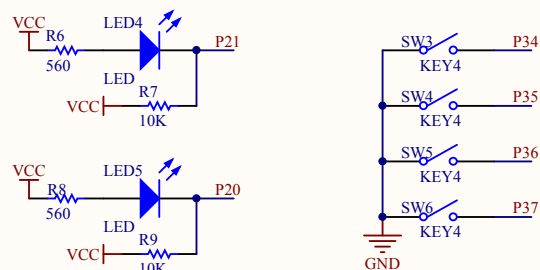 VCC
R6
560
LED4
LED
P21
VCC
R7
10K
VCC
R8
560
LED5
LED
P20
VCC
R9
10K
SW3
KEY4
P34
SW4
KEY4
P35
SW5
KEY4
P36
SW6
KEY4
P37
GND